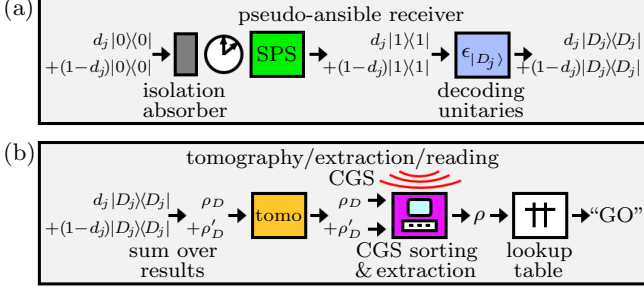 (a)
pseudo-ansible receiver
d_j|0⟩⟨0|
+(1-d_j)|0⟩⟨0|
SPS
d_j|1⟩⟨1|
+(1-d_j)|1⟩⟨1|
ϵ_{|D_j⟩}
d_j|D_j⟩⟨D_j|
+(1-d_j)|D_j⟩⟨D_j|
isolation
absorber
decoding
unitaries
(b)
tomography/extraction/reading
CGS
d_j|D_j⟩⟨D_j|
+(1-d_j)|D_j⟩⟨D_j|
ρ_D
+ρ′_D
tomo
ρ_D
+ρ′_D
ρ
“GO”
sum over
results
CGS sorting
& extraction
lookup
table